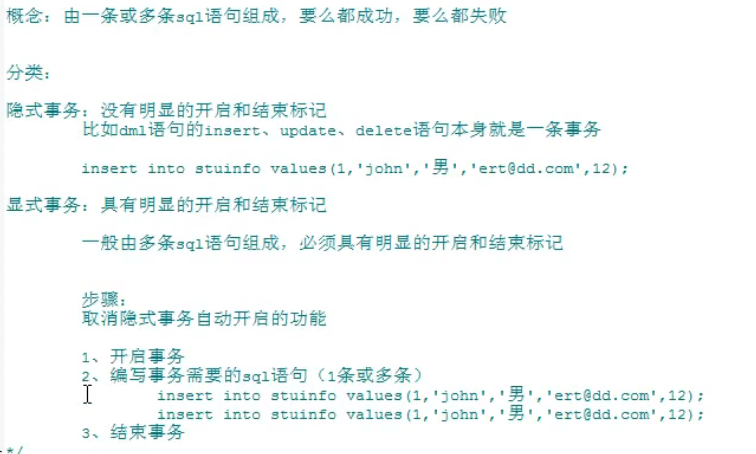 概念：由一条或多条sql语句组成，要么都成功，要么都失败
分类：
隐式事务：没有明显的开启和结束标记
比如dml语句的insert、update、delete语句本身就是一条事务
insert into stuinfo values(1,'john','男','ert@dd.com',12);
显式事务：具有明显的开启和结束标记
一般由多条sql语句组成，必须具有明显的开启和结束标记
步骤：
取消隐式事务自动开启的功能
1、开启事务
2、编写事务需要的sql语句（1条或多条）
insert into stuinfo values(1,'john','男','ert@dd.com',12);
insert into stuinfo values(1,'john','男','ert@dd.com',12);
3、结束事务
*/